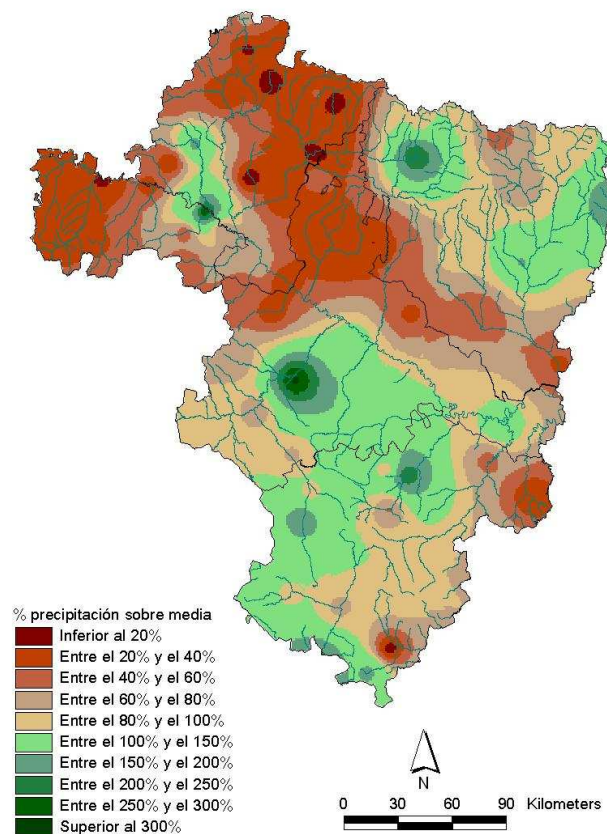 % precipitación sobre media
Inferior al 20%
Entre el 20% y el 40%
Entre el 40% y el 60%
Entre el 60% y el 80%
Entre el 80% y el 100%
Entre el 100% y el 150%
Entre el 150% y el 200%
Entre el 200% y el 250%
Entre el 250% y el 300%
Superior al 300%
N
0 30 60 90 Kilometers